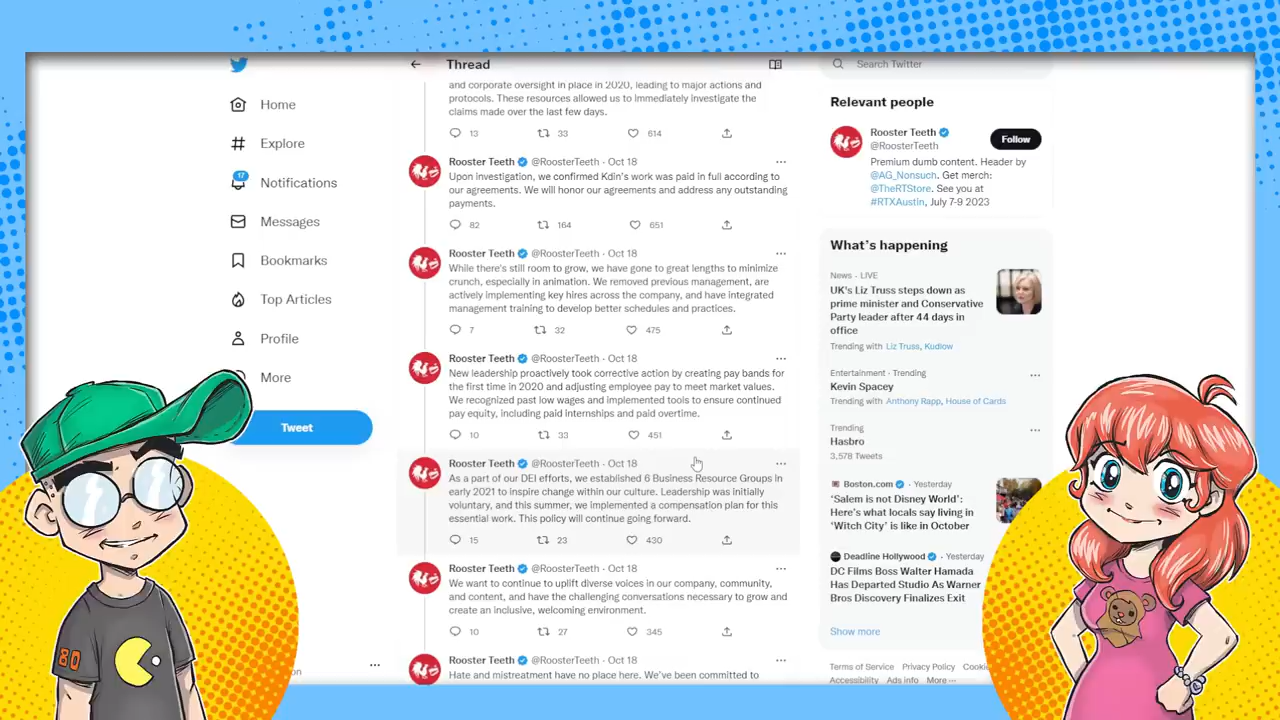 Home
Explore
17
Notifications
Messages
Bookmarks
Top Articles
Profile
More
Tweet
Thread
and corporate oversight in place in 2020, leading to major actions and
protocols. These resources allowed us to immediately investigate the
claims made over the last few days.
13 33 614
Rooster Teeth @RoosterTeeth · Oct 18
Upon investigation, we confirmed Kdin's work was paid in full according to
our agreements. We will honor our agreements and address any outstanding
payments.
82 164 651
Rooster Teeth @RoosterTeeth · Oct 18
While there's still room to grow, we have gone to great lengths to minimize
crunch, especially in animation. We removed previous management, are
actively implementing key hires across the company, and have integrated
management training to develop better schedules and practices.
7 32 475
Rooster Teeth @RoosterTeeth · Oct 18
New leadership proactively took corrective action by creating pay bands for
the first time in 2020 and adjusting employee pay to meet market values.
We recognized past low wages and implemented tools to ensure continued
pay equity, including paid internships and paid overtime.
10 33 451
Rooster Teeth @RoosterTeeth · Oct 18
As a part of our DEI efforts, we established 6 Business Resource Groups in
early 2021 to inspire change within our culture. Leadership was initially
voluntary, and this summer, we implemented a compensation plan for this
essential work. This policy will continue going forward.
15 23 430
Rooster Teeth @RoosterTeeth · Oct 18
We want to continue to uplift diverse voices in our company, community,
and content, and have the challenging conversations necessary to grow and
create an inclusive, welcoming environment.
10 27 345
Rooster Teeth @RoosterTeeth · Oct 18
Hate and mistreatment have no place here. We've been committed to
Search Twitter
Relevant people
Rooster Teeth
@RoosterTeeth
Follow
Premium dumb content. Header by
@AG_Nonsuch. Get merch:
@TheRTStore. See you at
#RTXAustin, July 7-9 2023
What's happening
News · LIVE
UK's Liz Truss steps down as
prime minister and Conservative
Party leader after 44 days in
office
Trending with Liz Truss, Kudlow
Entertainment · Trending
Kevin Spacey
Trending with Anthony Rapp, House of Cards
Trending
Hasbro
3,578 Tweets
Boston.com · Yesterday
'Salem is not Disney World':
Here's what locals say living in
'Witch City' is like in October
Deadline Hollywood · Yesterday
DC Films Boss Walter Hamada
Has Departed Studio As Warner
Bros Discovery Finalizes Exit
Show more
Terms of Service Privacy Policy
Accessibility Ads info More
80